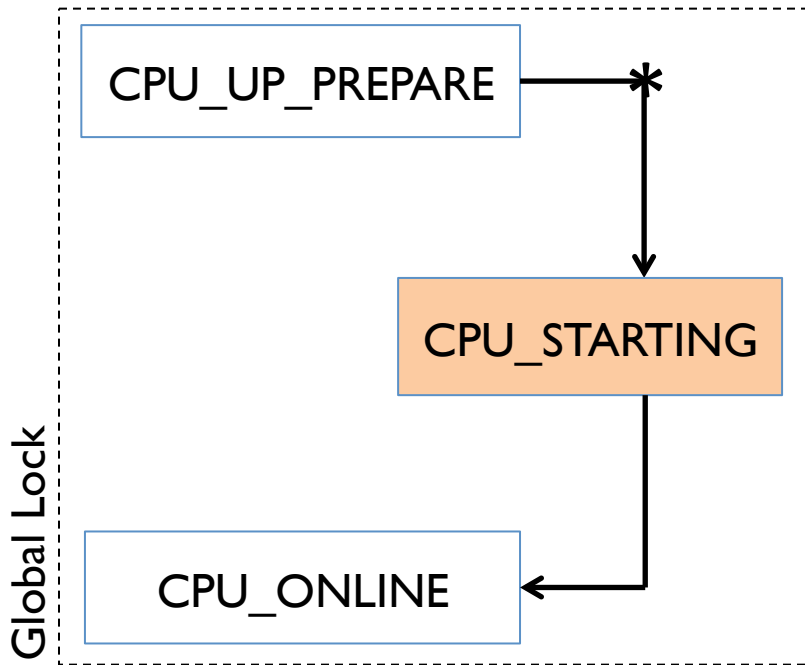 CPU_UP_PREPARE
*
CPU_STARTING
CPU_ONLINE
Global Lock